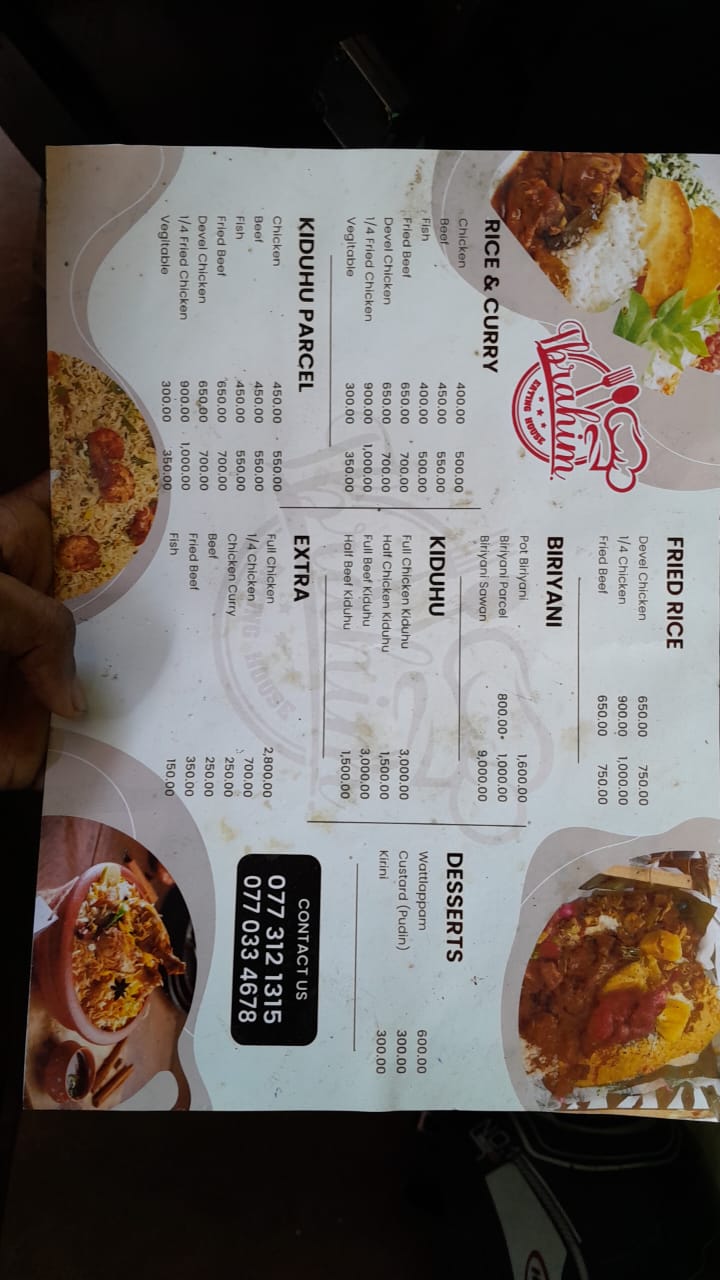 Ibrahim
EATING HOUSE
RICE & CURRY
Chicken 400.00 500.00
Beef 450.00 550.00
Fish 400.00 500.00
Fried Beef 650.00 700.00
Devel Chicken 650.00 700.00
1/4 Fried Chicken 900.00 1,000.00
Vegitable 300.00 350.00
KIDUHU PARCEL
Chicken 450.00 550.00
Beef 450.00 550.00
Fish 450.00 550.00
Fried Beef 650.00 700.00
Devel Chicken 650.00 700.00
1/4 Fried Chicken 900.00 1,000.00
Vegitable 300.00 350.00
FRIED RICE
Devel Chicken 650.00 750.00
1/4 Chicken 900.00 1,000.00
Fried Beef 650.00 750.00
BIRIYANI
Pot Biriyani 1,600.00
Biriyani Parcel 800.00 1,000.00
Biriyani Sawan 9,000.00
KIDUHU
Full Chicken Kiduhu 3,000.00
Half Chicken Kiduhu 1,500.00
Full Beef Kiduhu 3,000.00
Half Beef Kiduhu 1,500.00
EXTRA
Full Chicken 2,800.00
1/4 Chicken 700.00
Chicken Curry 250.00
Beef 250.00
Fried Beef 350.00
Fish 150.00
Ibrahim
EATING HOUSE
DESSERTS
Wattlappam 600.00
Custard (Pudin) 300.00
Kirini 300.00
CONTACT US
077 312 1315
077 033 4678